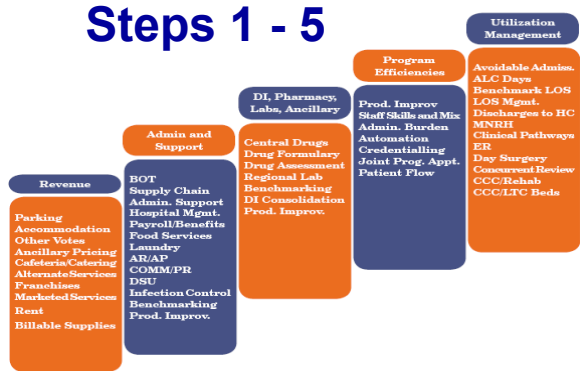 Steps 1 - 5
Revenue
Parking
Accommodation
Other Votes
Ancillary Pricing
Cafeteria/Catering
Alternate Services
Franchises
Marketed Services
Rent
Billable Supplies
Admin and
Support
BOT
Supply Chain
Admin. Support
Hospital Mgmt.
Payroll/Benefits
Food Services
Laundry
AR/AP
COMM/PR
DSU
Infection Control
Benchmarking
Prod. Improv.
DI, Pharmacy,
Labs, Ancillary
Central Drugs
Drug Formulary
Drug Assessment
Regional Lab
Benchmarking
DI Consolidation
Prod. Improv.
Program
Efficiencies
Prod. Improv
Staff Skills and Mix
Admin. Burden
Automation
Credentialling
Joint Prog. Appt.
Patient Flow
Utilization
Management
Avoidable Admiss.
ALC Days
Benchmark LOS
LOS Mgmt.
Discharges to HC
MNRH
Clinical Pathways
ER
Day Surgery
Concurrent Review
CCC/Rehab
CCC/LTC Beds